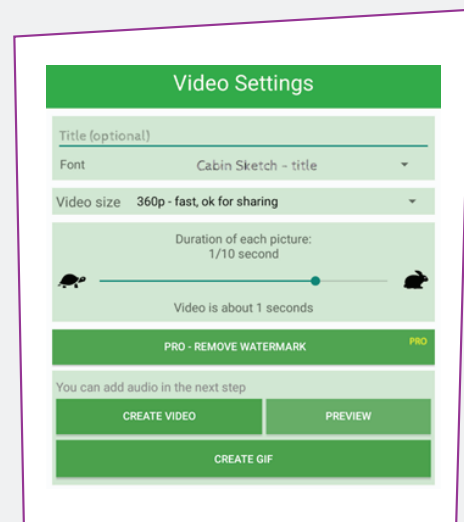 Video Settings
Title (optional)
Font Cabin Sketch - title
Video size 360p - fast, ok for sharing
Duration of each picture:
1/10 second
Video is about 1 seconds
PRO - REMOVE WATERMARK PRO
You can add audio in the next step
CREATE VIDEO PREVIEW
CREATE GIF